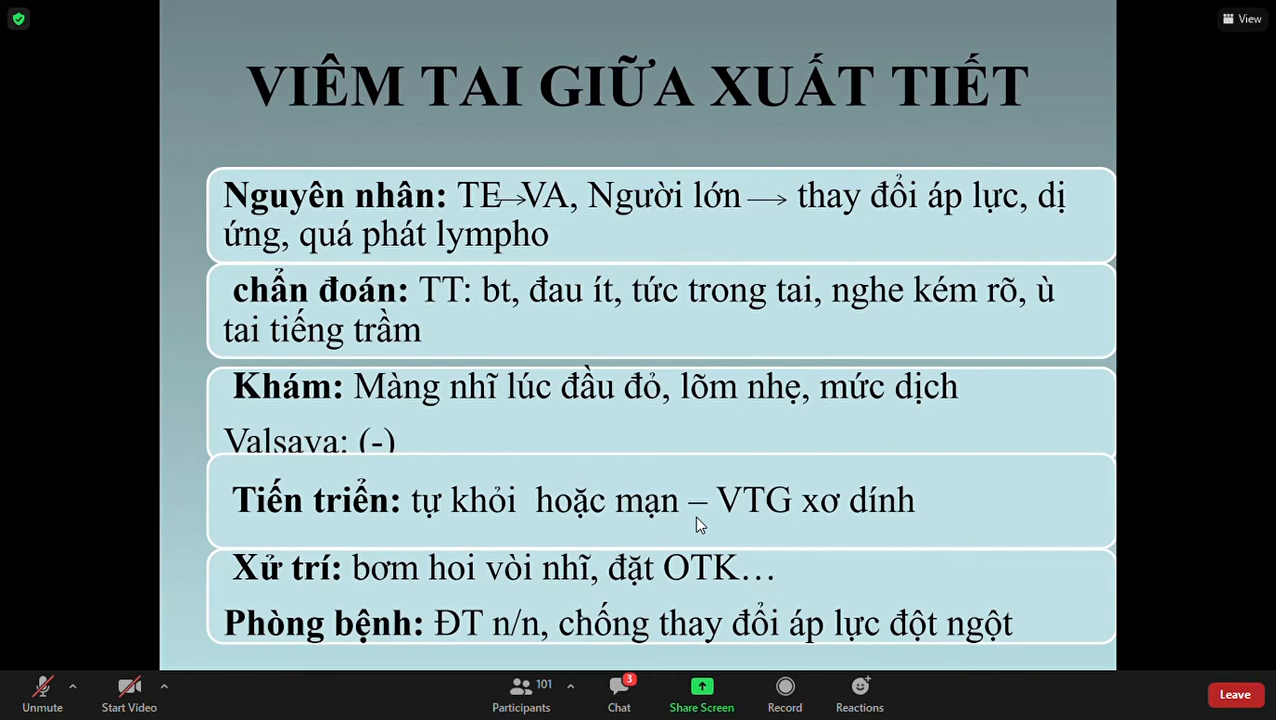 View
VIÊM TAI GIỮA XUẤT TIẾT
Nguyên nhân: TE→VA, Người lớn → thay đổi áp lực, dị
ứng, quá phát lympho
chẩn đoán: TT: bt, đau ít, tức trong tai, nghe kém rõ, ù
tai tiếng trầm
Khám: Màng nhĩ lúc đầu đỏ, lõm nhẹ, mức dịch
Valsava: (-)
Tiến triển: tự khỏi hoặc mạn – VTG xơ dính
Xử trí: bơm hoi vòi nhĩ, đặt OTK…
Phòng bệnh: ĐT n/n, chống thay đổi áp lực đột ngột
Unmute
Start Video
101
Participants
3
Chat
Share Screen
Record
Reactions
Leave